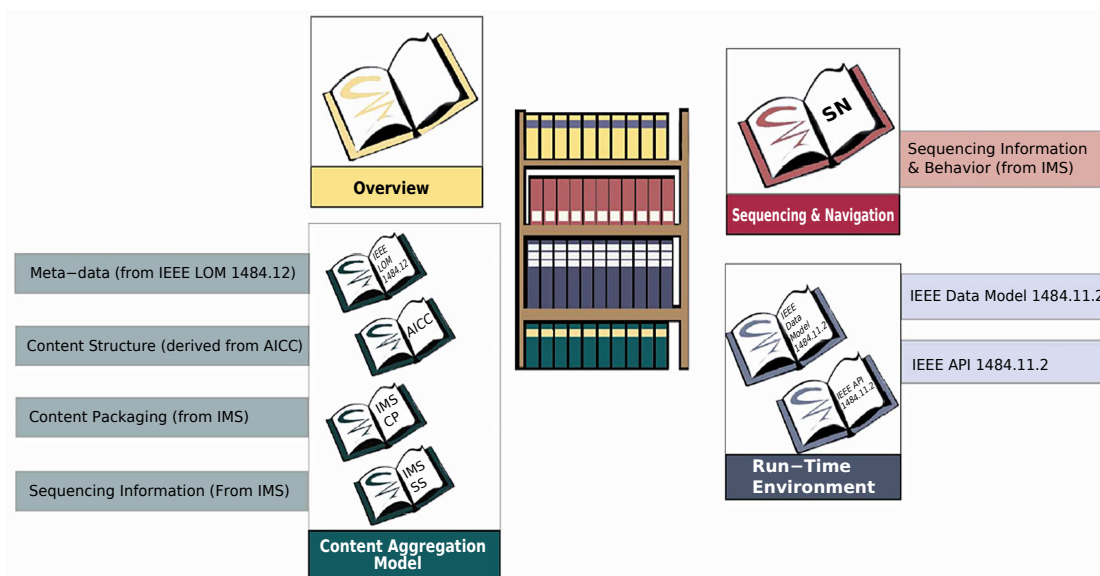 Overview
SN
Sequencing & Navigation
Sequencing Information
& Behavior (from IMS)
Meta−data (from IEEE LOM 1484.12)
Content Structure (derived from AICC)
Content Packaging (from IMS)
Sequencing Information (From IMS)
IEEE
LOM
1484.12
AICC
IMS
CP
IMS
SS
Content Aggregation
Model
IEEE
Data
Model
1484.11.2
IEEE API
1484.11.2
IEEE Data Model 1484.11.2
IEEE API 1484.11.2
Run−Time
Environment